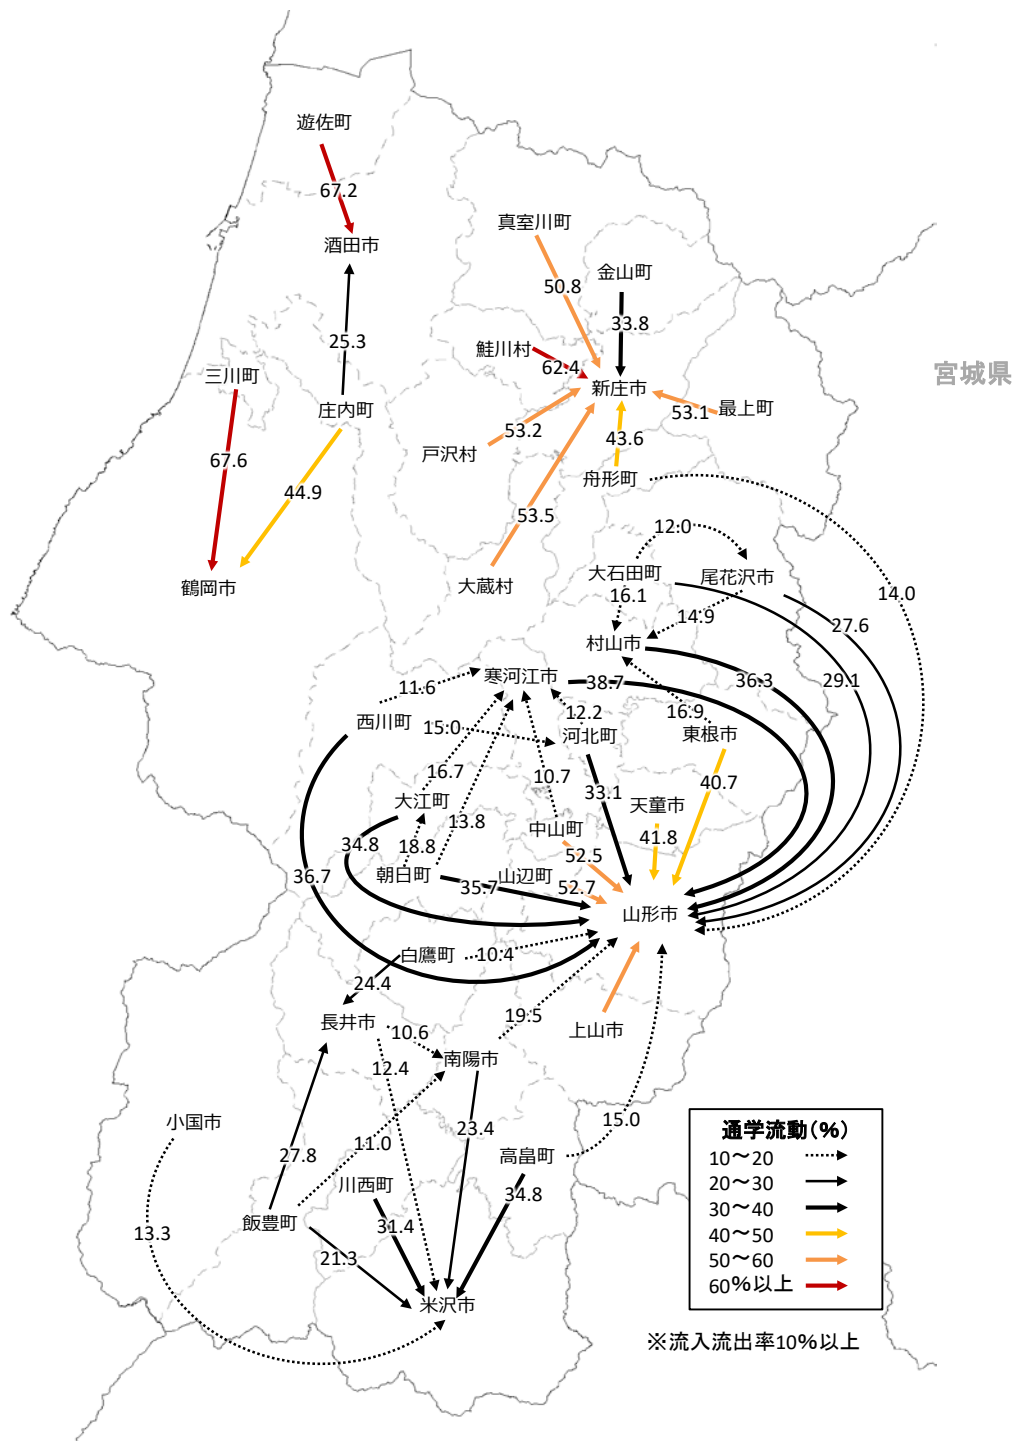 遊佐町
67.2
酒田市
真室川町
金山町
50.8
33.8
25.3
鮭川村
62.4
新庄市
宮城県
三川町
庄内町
最上町
53.1
53.2
43.6
戸沢村
67.6
舟形町
44.9
53.5
12.0
大石田町
尾花沢市
鶴岡市
大蔵村
16.1
14.0
14.9
27.6
村山市
寒河江市
11.6
38.7
36.3
29.1
西川町
15.0
12.2
16.9
河北町
東根市
16.7
10.7
33.1
40.7
大江町
天童市
13.8
中山町
41.8
34.8
18.8
52.5
36.7
朝白町
35.7
山辺町
52.7
山形市
白鷹町
10.4
24.4
19.5
長井市
10.6
上山市
南陽市
12.4
小国市
15.0
23.4
11.0
27.8
高畠町
川西町
34.8
飯豊町
31.4
13.3
21.3
米沢市
通学流動(%)
10～20
20～30
30～40
40～50
50～60
60%以上
※流入流出率10%以上